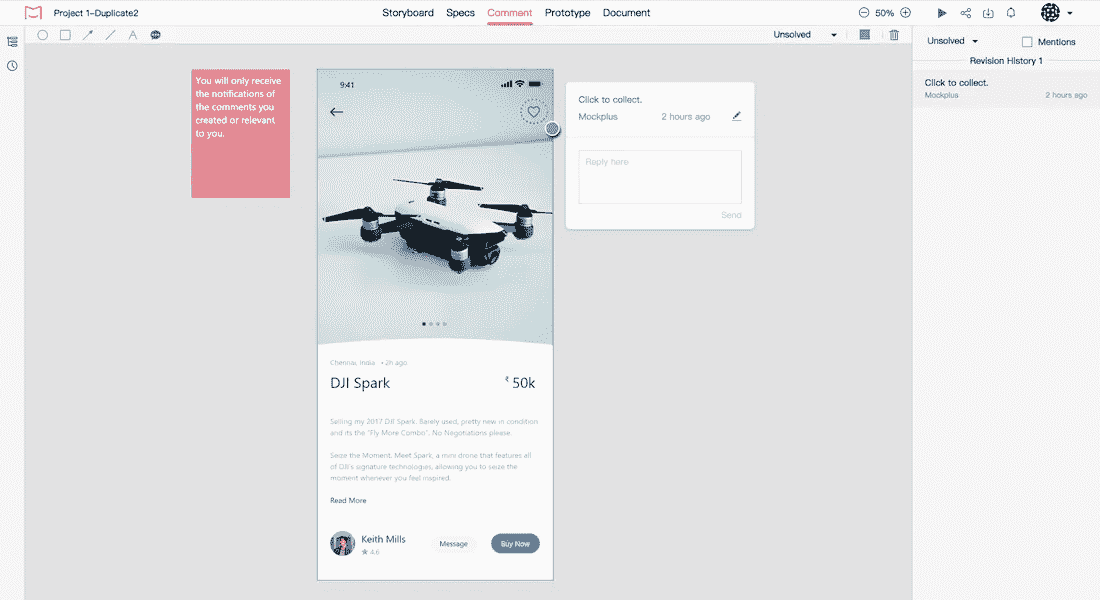 Project 1-Duplicate2
Storyboard Specs Comment Prototype Document
50%
Unsolved
Unsolved
Mentions
Revision History 1
Click to collect.
Mockplus 2 hours ago
You will only receive
the notifications of
the comments you
created or relevant
to you.
9:41
Click to collect.
Mockplus 2 hours ago
Reply here
Send
Chennai, India • 2h ago
DJI Spark
₹ 50k
Selling my 2017 DJI Spark. Barely used, pretty new in condition
and its the "Fly More Combo". No Negotiations please.
Seize the Moment. Meet Spark, a mini drone that features all
of DJI's signature technologies, allowing you to seize the
moment whenever you feel inspired.
Read More
Keith Mills
★ 4.6
Message
Buy Now